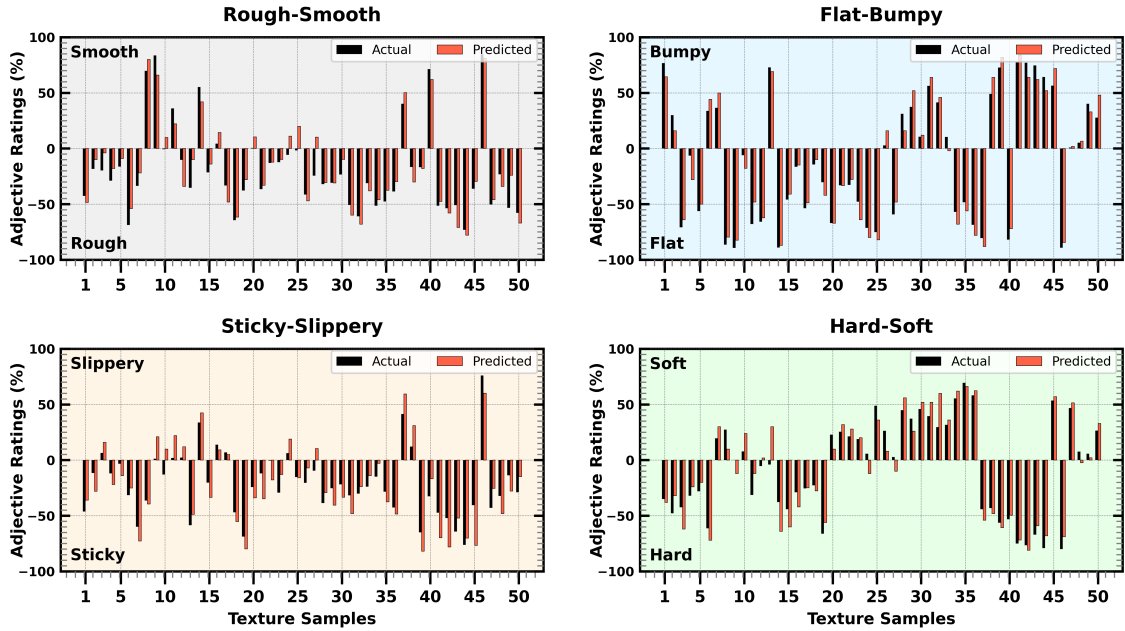 Rough-Smooth
Adjective Ratings (%)
100
50
0
−50
−100
Smooth
Rough
Actual Predicted
1 5 10 15 20 25 30 35 40 45 50
Flat-Bumpy
Adjective Ratings (%)
100
50
0
−50
−100
Bumpy
Flat
Actual Predicted
1 5 10 15 20 25 30 35 40 45 50
Sticky-Slippery
Adjective Ratings (%)
100
50
0
−50
−100
Slippery
Sticky
Actual Predicted
1 5 10 15 20 25 30 35 40 45 50
Texture Samples
Hard-Soft
Adjective Ratings (%)
100
50
0
−50
−100
Soft
Hard
Actual Predicted
1 5 10 15 20 25 30 35 40 45 50
Texture Samples